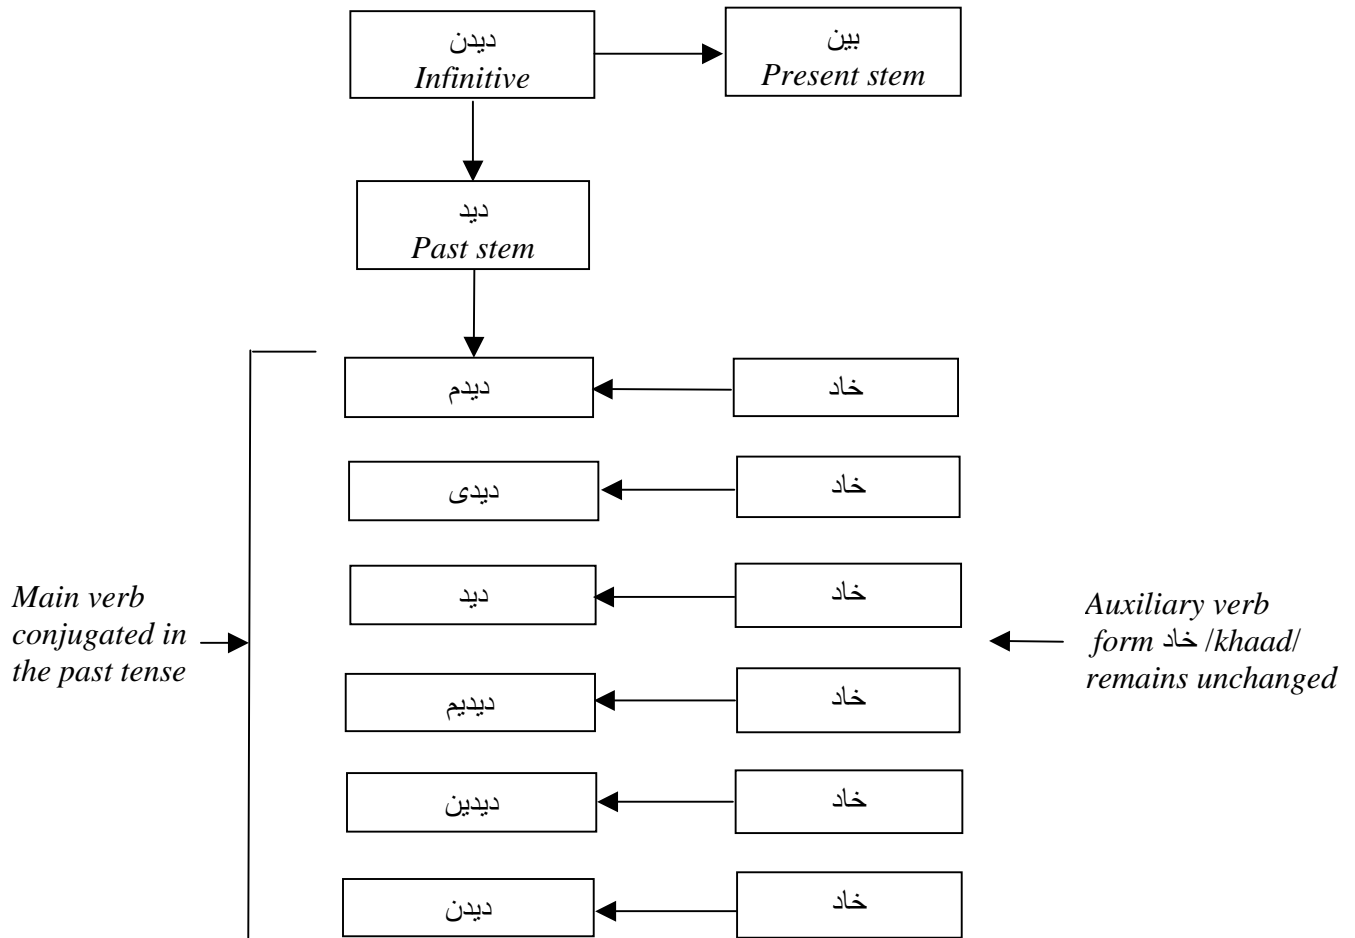 دیدن
Infinitive
بین
Present stem
دید
Past stem
دیدم
خاد
دیدی
خاد
دید
خاد
دیدیم
خاد
دیدین
خاد
دیدن
خاد
Main verb
conjugated in
the past tense
Auxiliary verb
form خاد /khaad/
remains unchanged